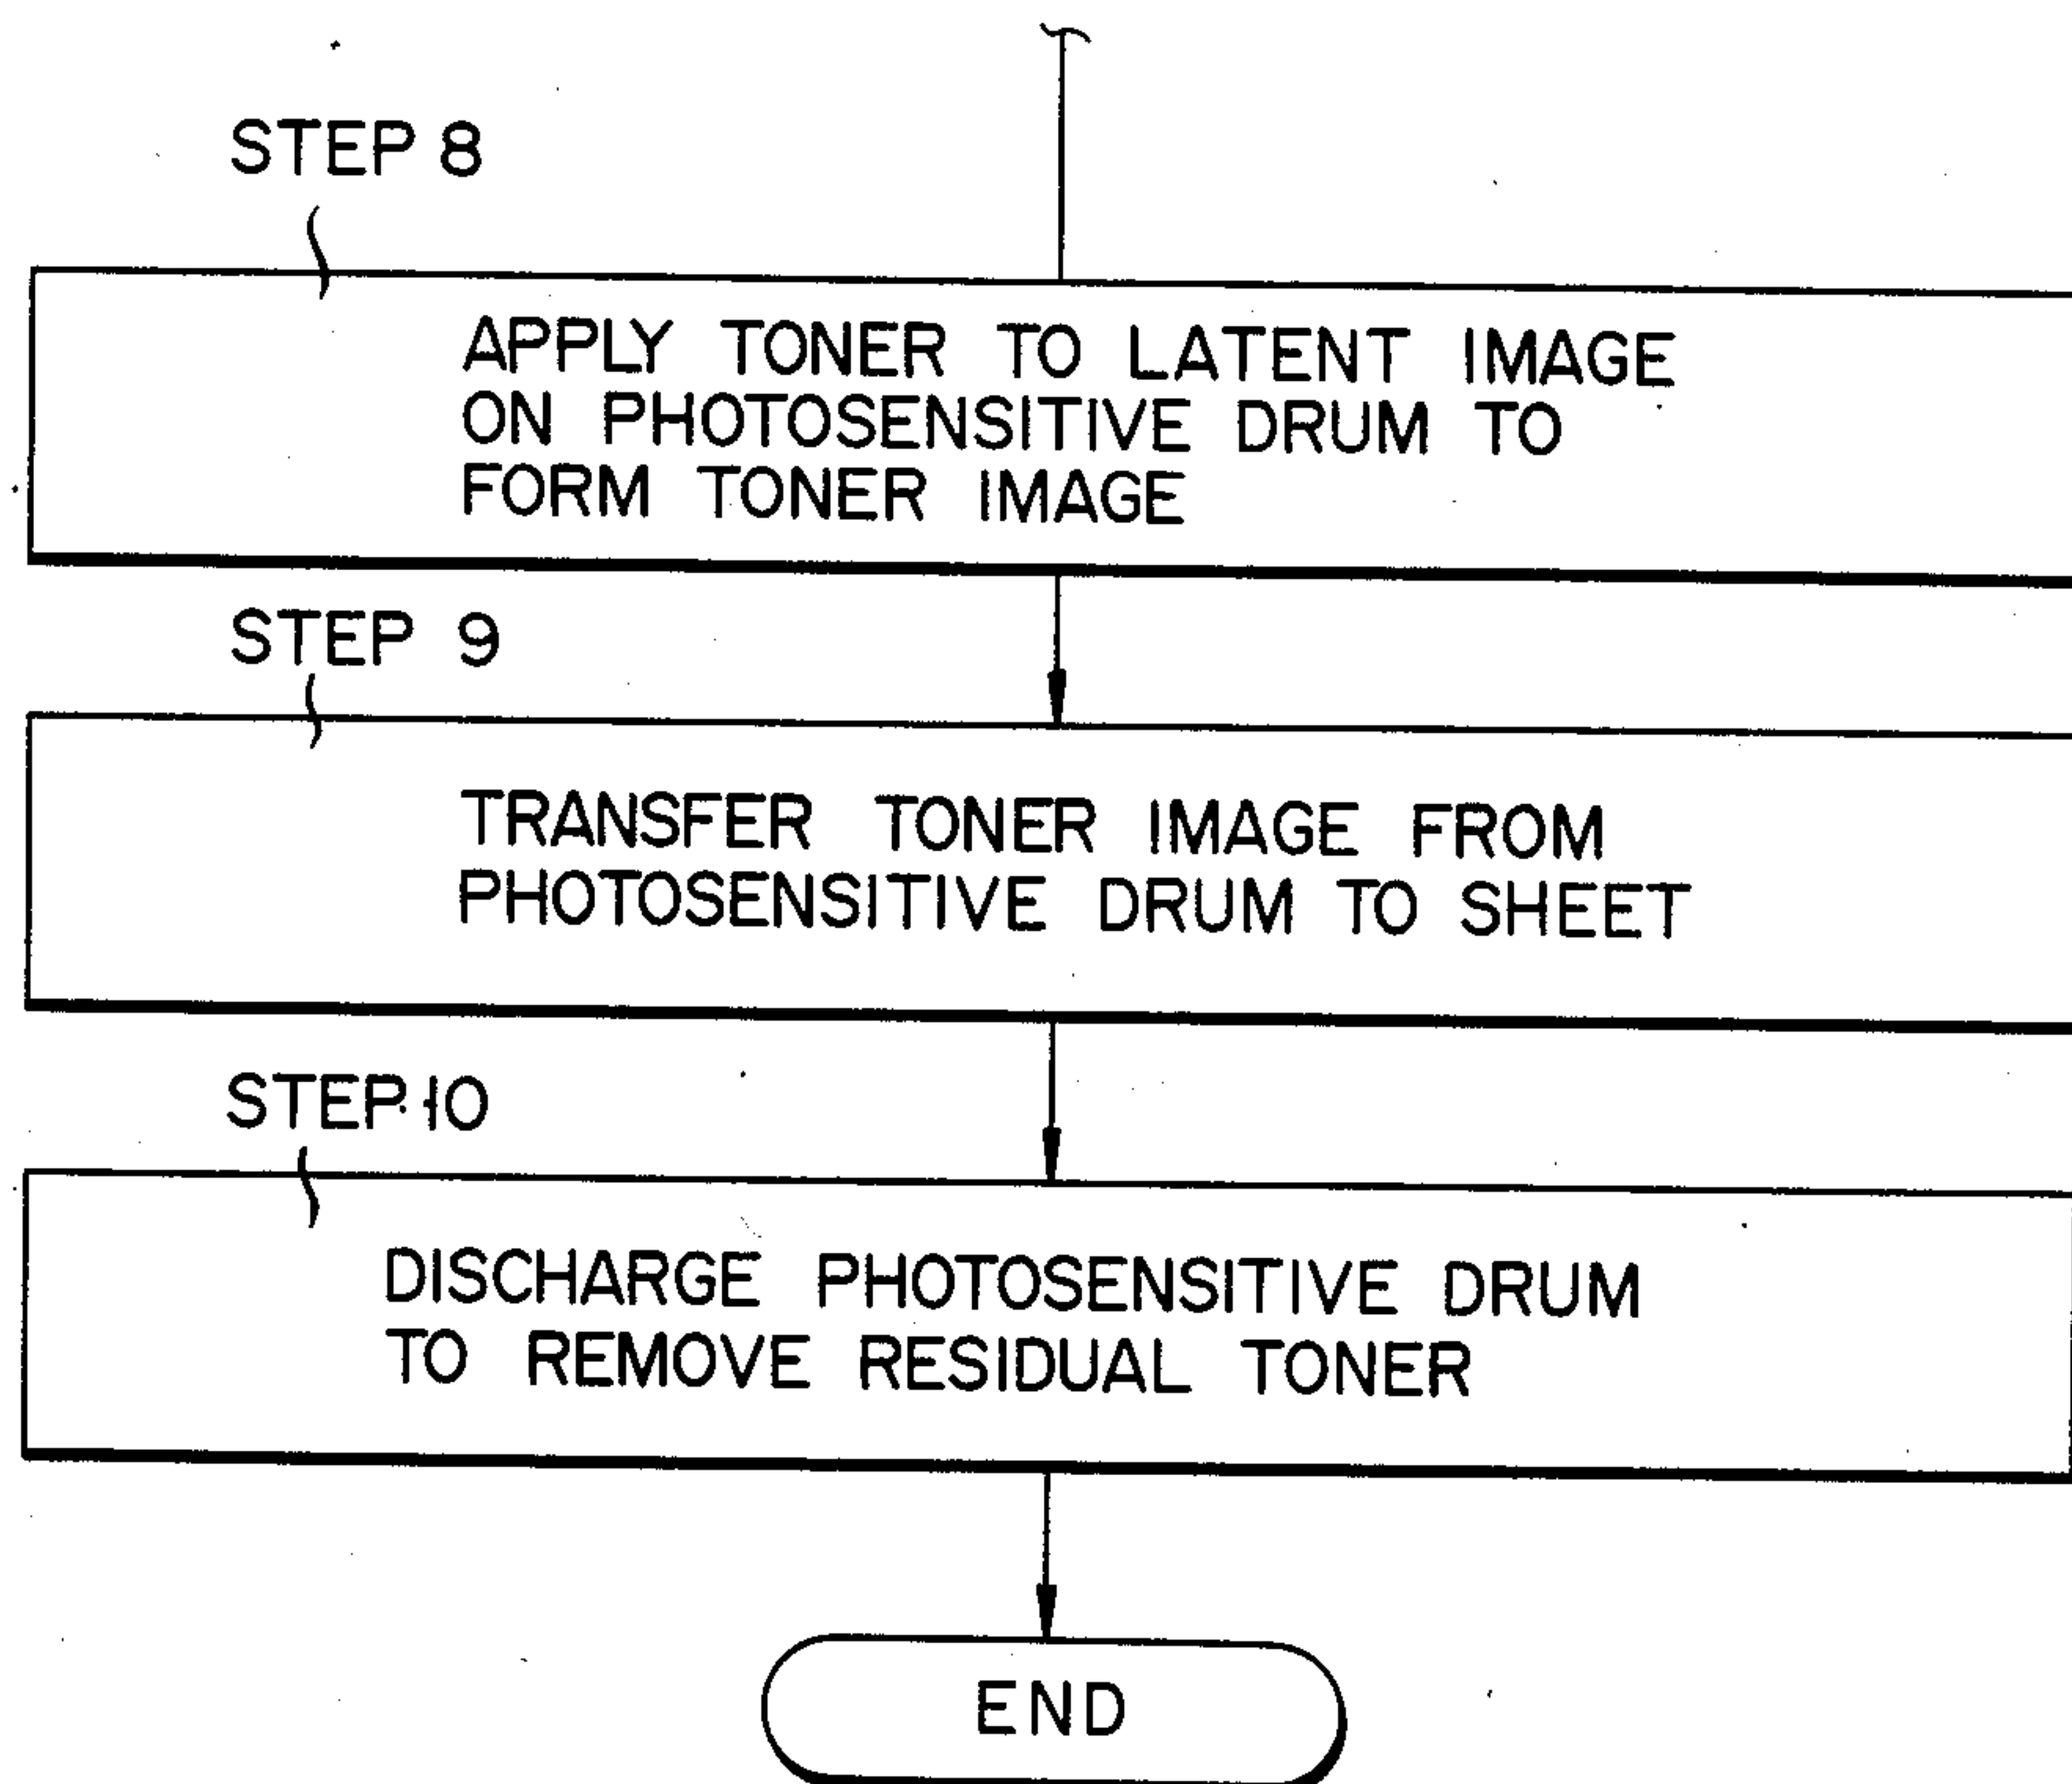 STEP 8
APPLY TONER TO LATENT IMAGE
ON PHOTOSENSITIVE DRUM TO
FORM TONER IMAGE
STEP 9
TRANSFER TONER IMAGE FROM
PHOTOSENSITIVE DRUM TO SHEET
STEP 10
DISCHARGE PHOTOSENSITIVE DRUM
TO REMOVE RESIDUAL TONER
END